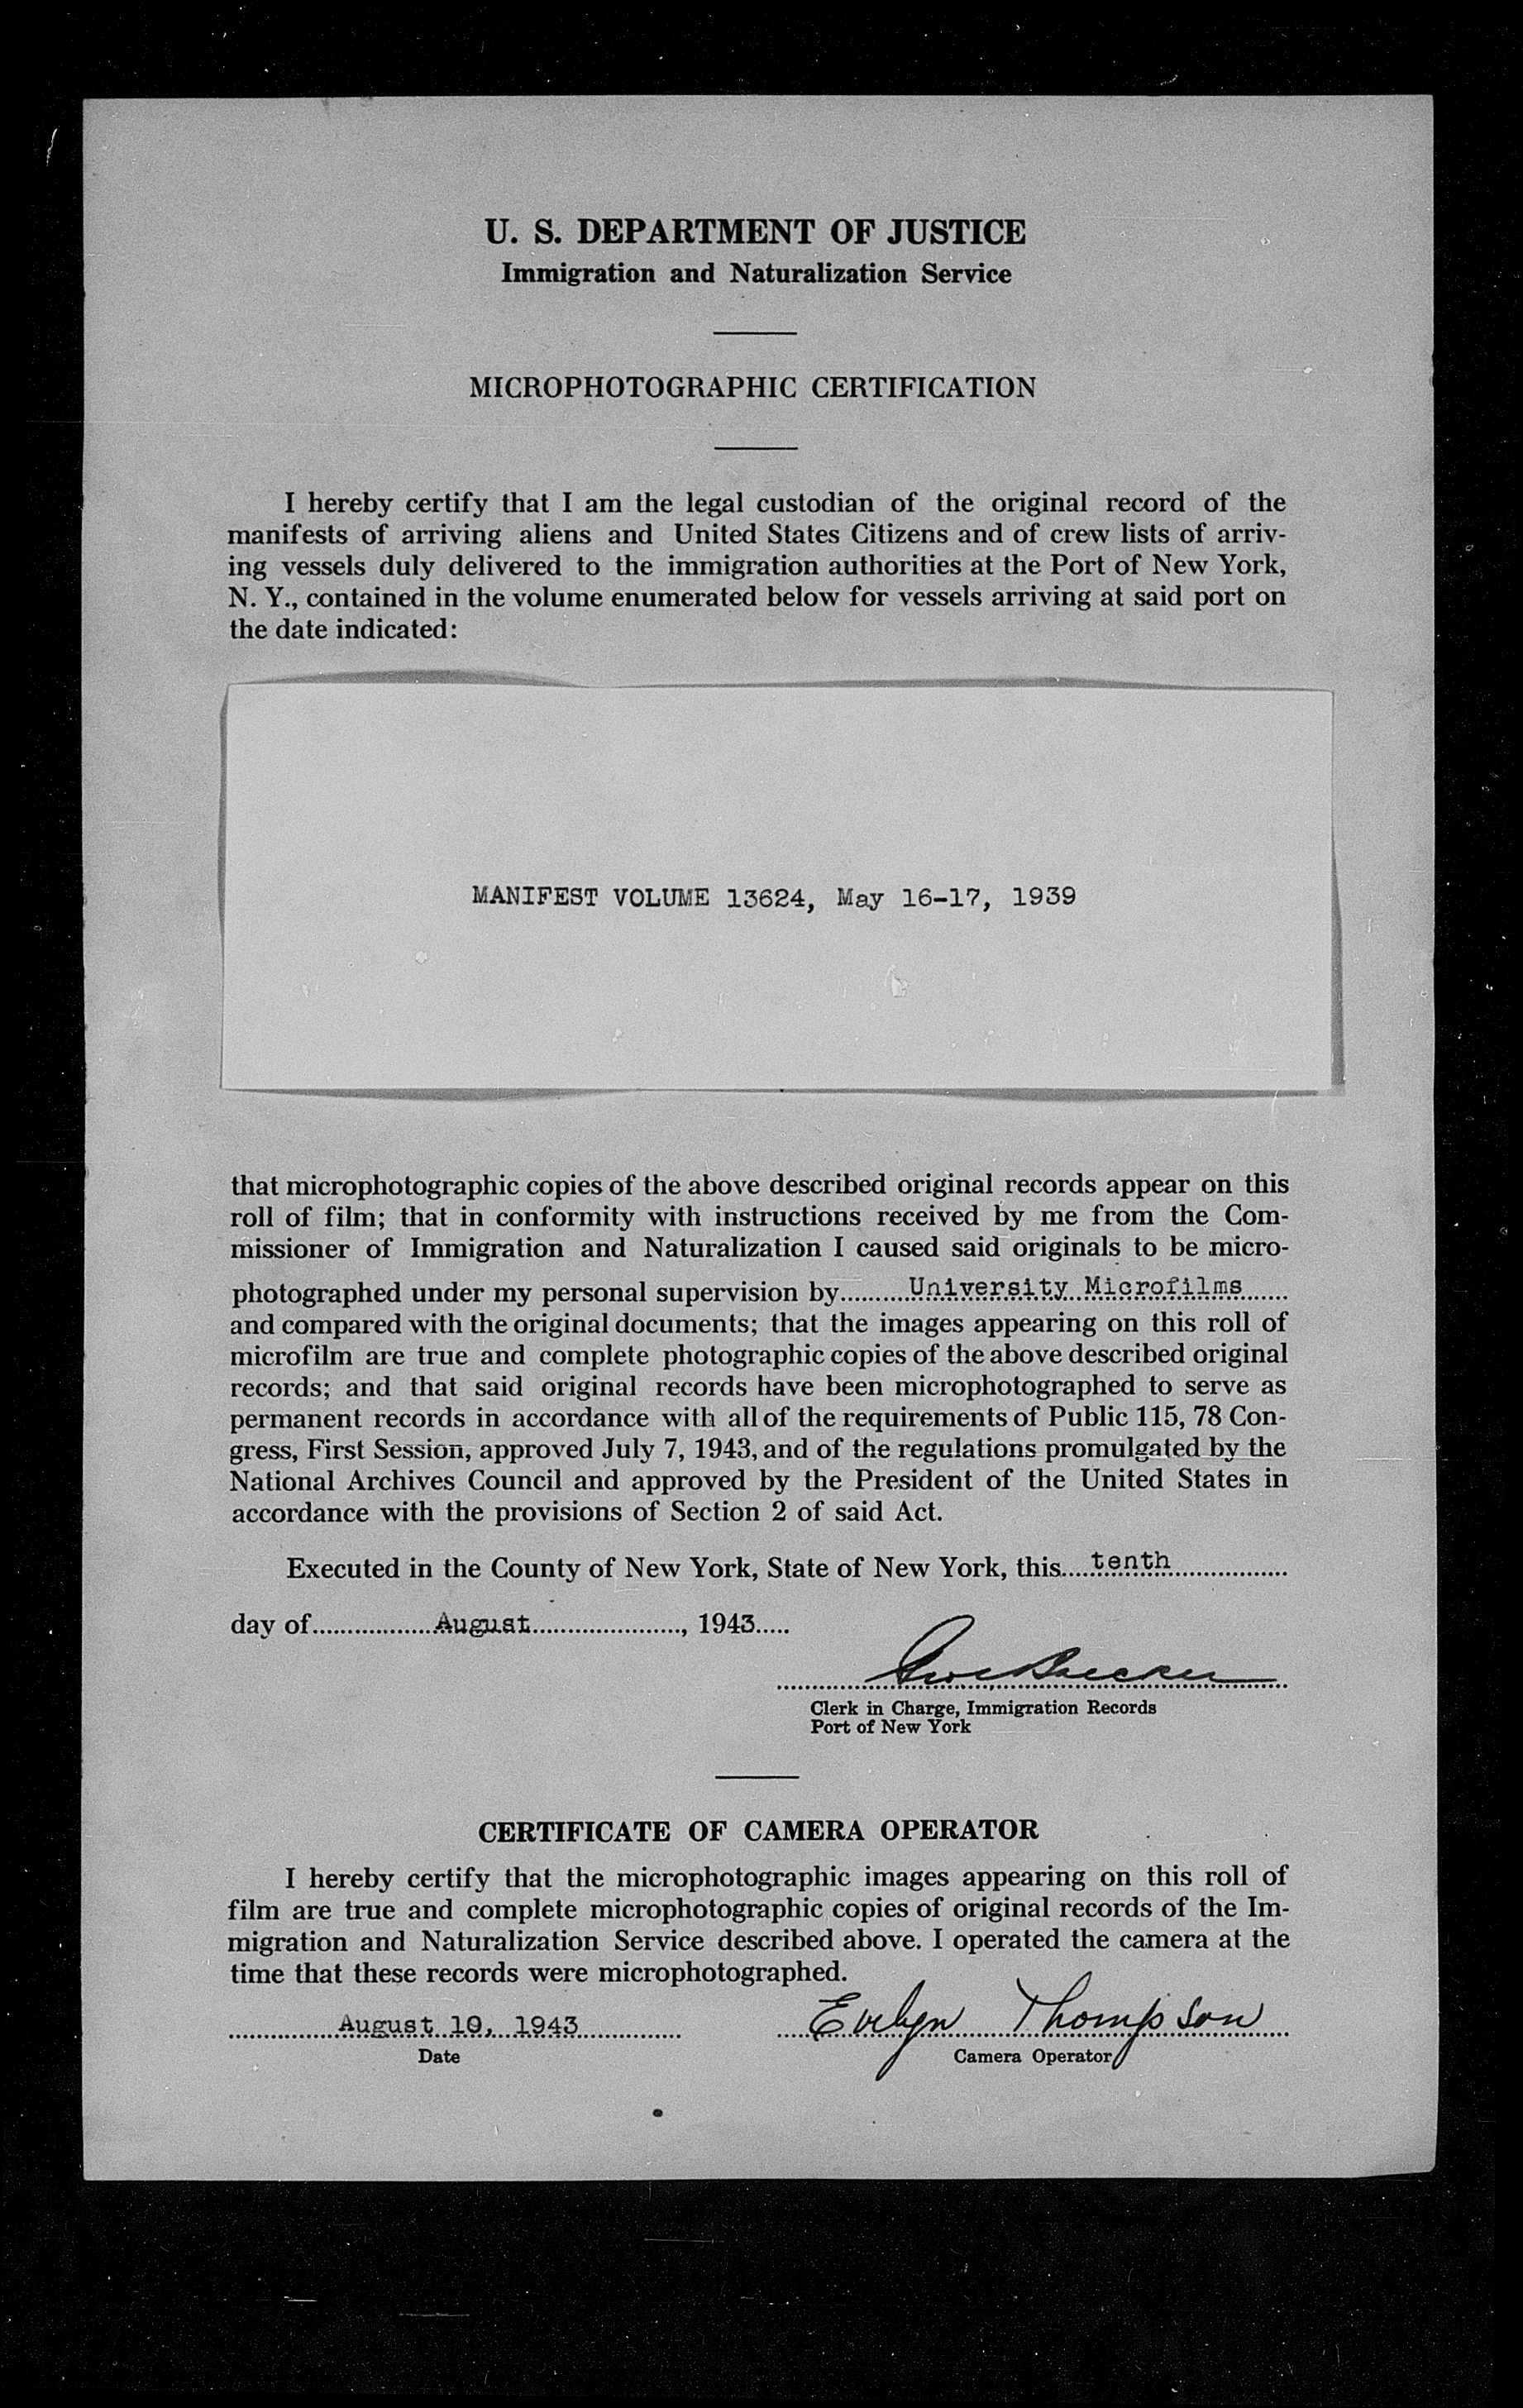 U. S. DEPARTMENT OF JUSTICE
Immigration and Naturalization Service
MICROPHOTOGRAPHIC CERTIFICATION
I hereby certify that I am the legal custodian of the original record of the
manifests of arriving aliens and United States Citizens and of crew lists of arriv-
ing vessels duly delivered to the immigration authorities at the Port of New York,
N. Y., contained in the volume enumerated below for vessels arriving at said port on
the date indicated:
MANIFEST VOLUME 13624, May 16-17, 1939
that microphotographic copies of the above described original records appear on this
roll of film; that in conformity with instructions received by me from the Com-
missioner of Immigration and Naturalization I caused said originals to be micro-
photographed under my personal supervision by..........University Microfilms......
and compared with the original documents; that the images appearing on this roll of
microfilm are true and complete photographic copies of the above described original
records; and that said original records have been microphotographed to serve as
permanent records in accordance with all of the requirements of Public 115, 78 Con-
gress, First Session, approved July 7, 1943, and of the regulations promulgated by the
National Archives Council and approved by the President of the United States in
accordance with the provisions of Section 2 of said Act.
Executed in the County of New York, State of New York, this.....tenth..................
day of..................August......................, 1943.....
Clerk in Charge, Immigration Records
Port of New York
CERTIFICATE OF CAMERA OPERATOR
I hereby certify that the microphotographic images appearing on this roll of
film are true and complete microphotographic copies of original records of the Im-
migration and Naturalization Service described above. I operated the camera at the
time that these records were microphotographed.
August 10, 1943 Evelyn Thompson
Date Camera Operator